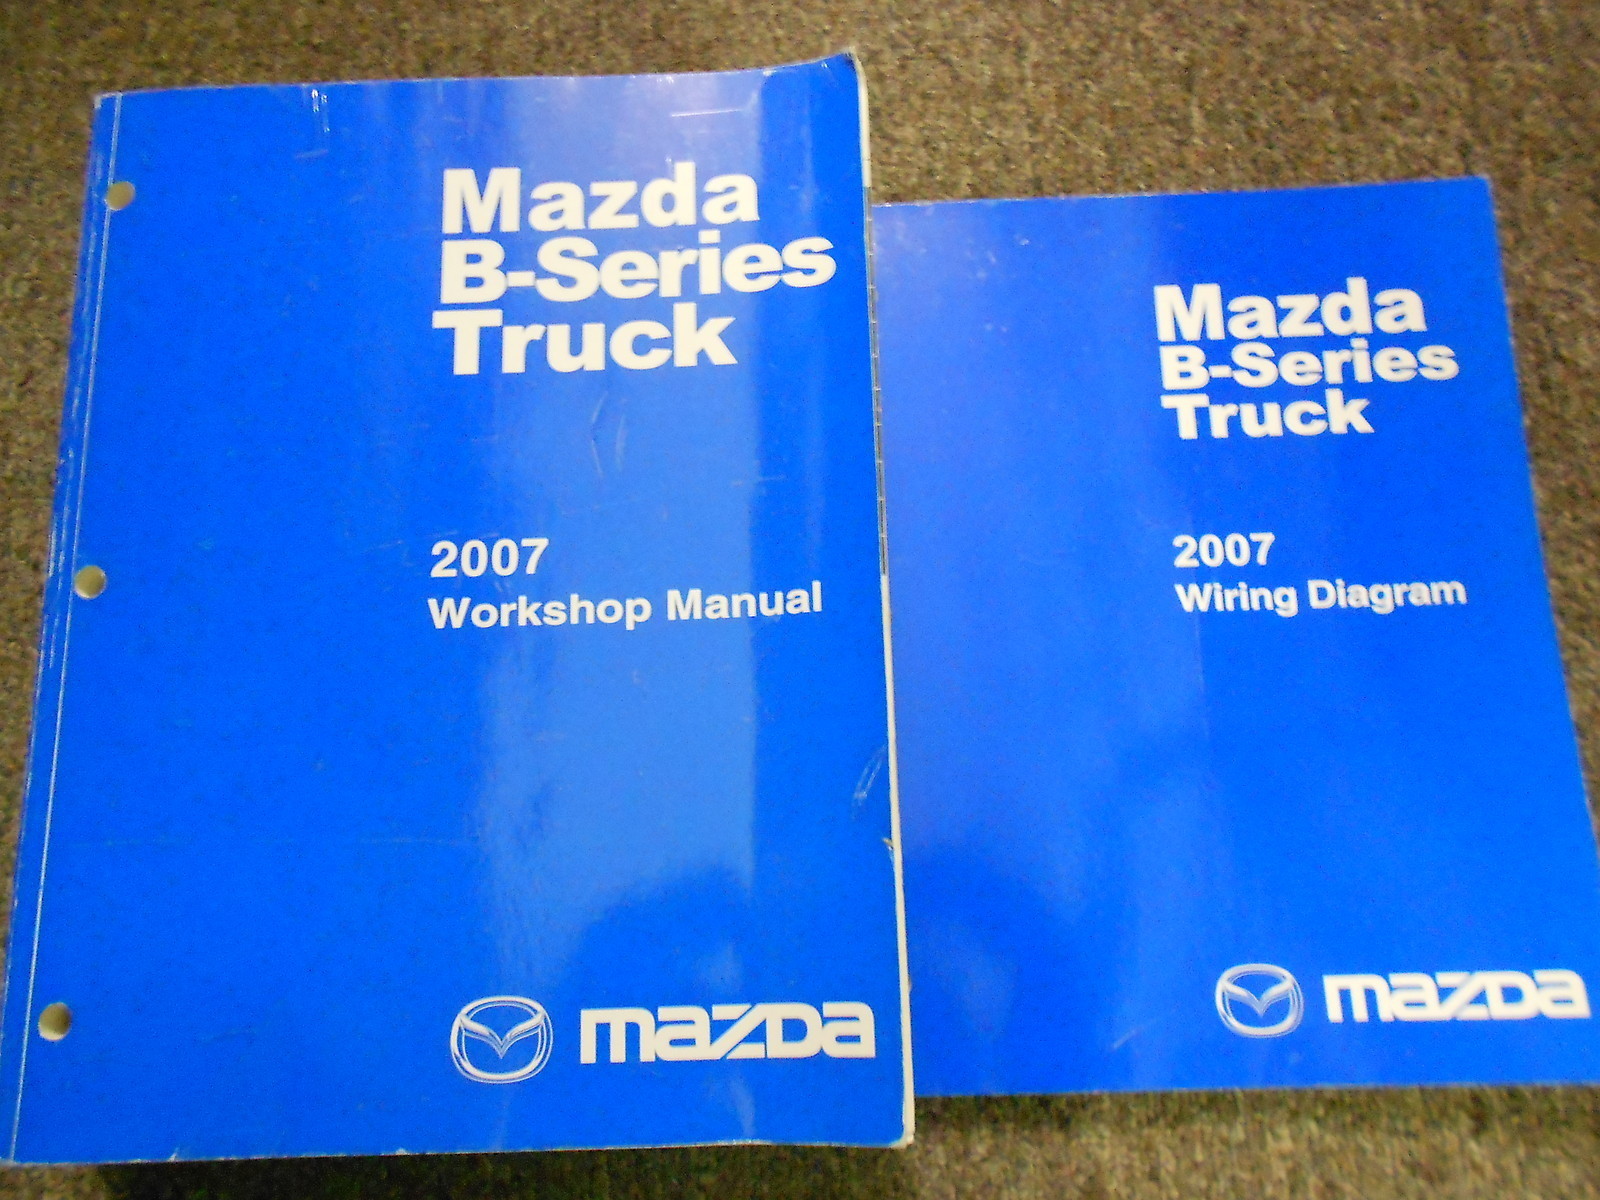 Mazda
B-Series
Truck
2007
Workshop Manual
mazda
Mazda
B-Series
Truck
2007
Wiring Diagram
mazda